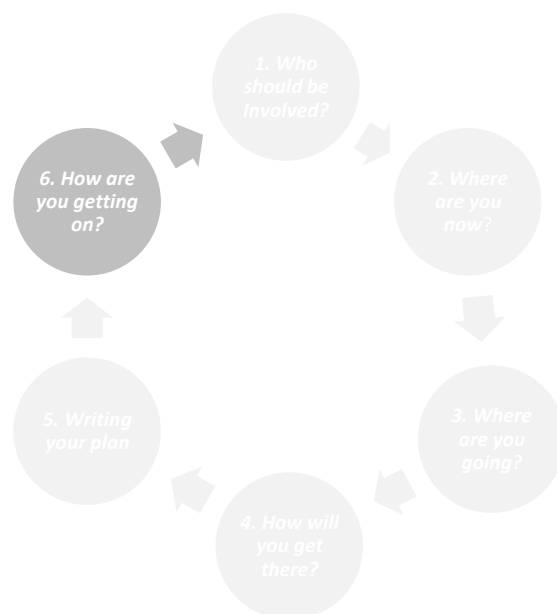 1. Who
should be
Involved?
2. Where
are you
now?
3. Where
are you
going?
4. How will
you get
there?
5. Writing
your plan
6. How are
you getting
on?